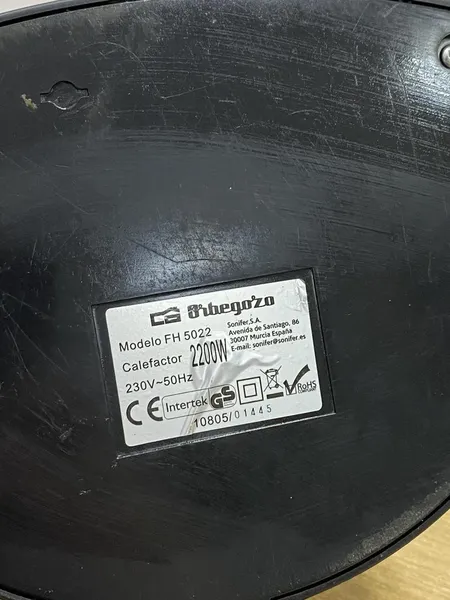 Orbegozo
Modelo FH 5022
Calefactor 2200W
230V~50Hz
Sonifer, S.A.
Avenida de Santiago, 86
30007 Murcia España
E-mail: sonifer@sonifer.es
CE Intertek GS RoHS
10805/01445